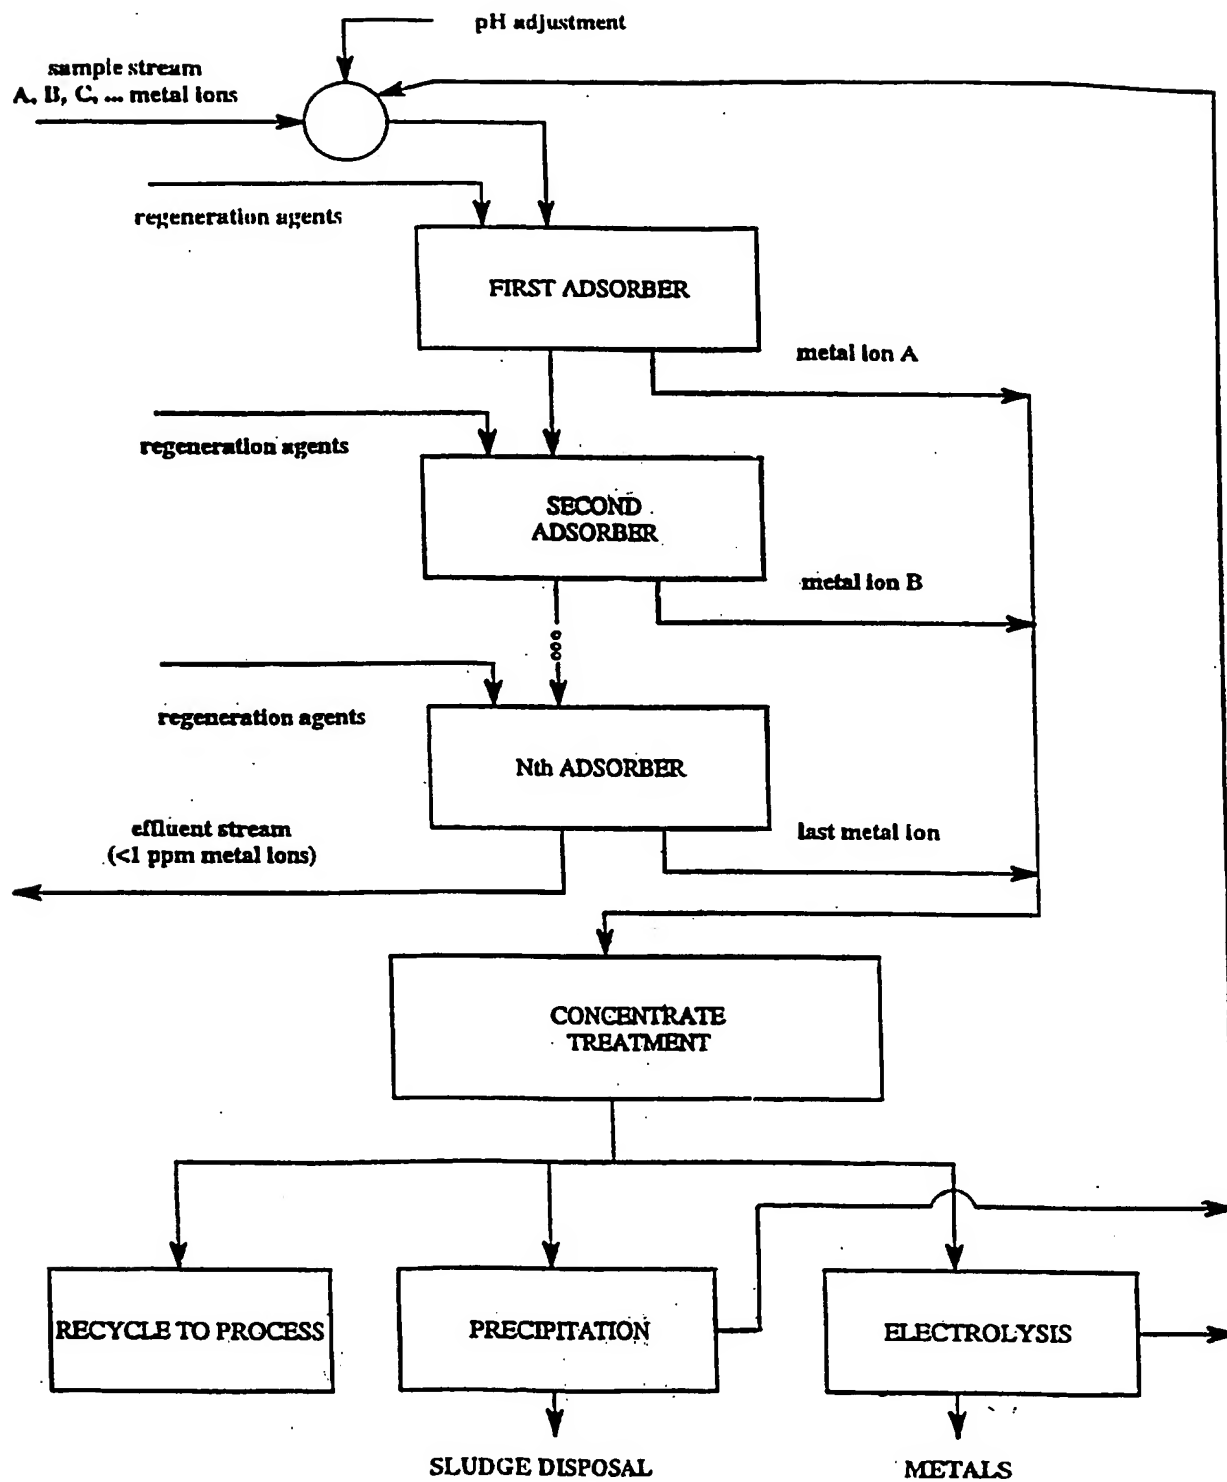 pH adjustment
sample stream
A, B, C, ... metal ions
regeneration agents
FIRST ADSORBER
metal ion A
regeneration agents
SECOND
ADSORBER
metal ion B
regeneration agents
Nth ADSORBER
effluent stream
(<1 ppm metal ions)
last metal ion
CONCENTRATE
TREATMENT
RECYCLE TO PROCESS
PRECIPITATION
ELECTROLYSIS
SLUDGE DISPOSAL
METALS